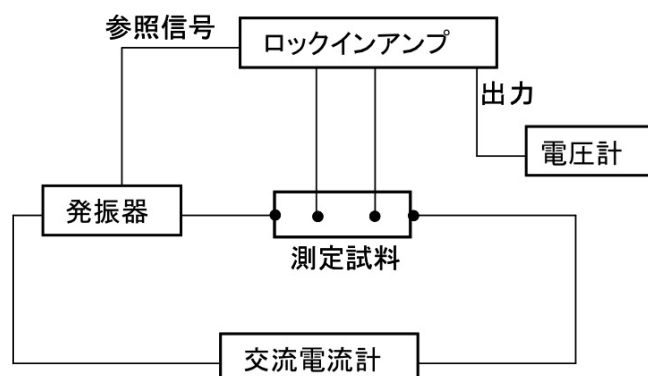 参照信号
ロックインアンプ
出力
電圧計
発振器
測定試料
交流電流計